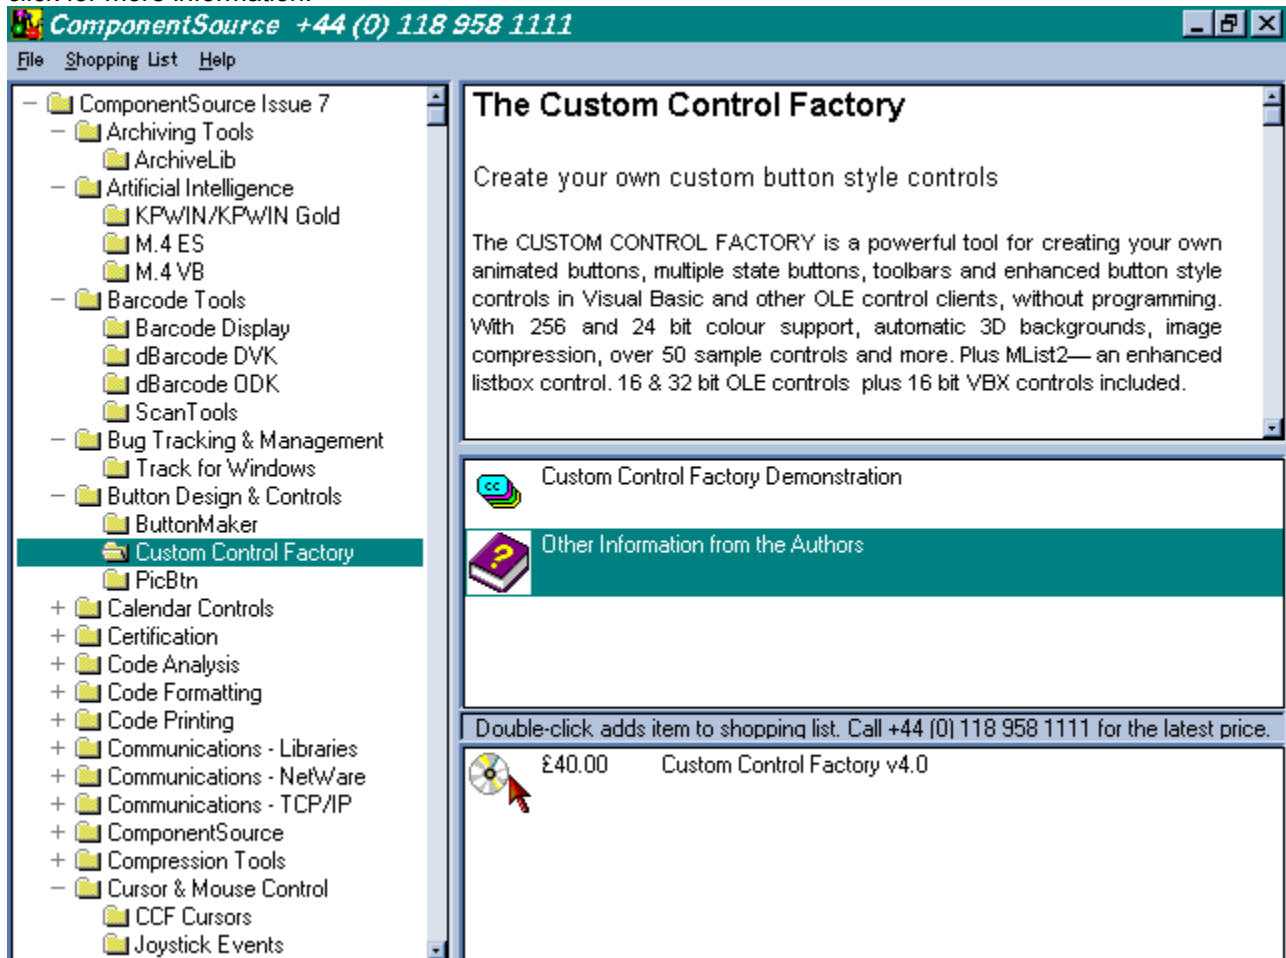 click for more information.
ComponentSource +44 (0) 118 958 1111
File Shopping List Help
ComponentSource Issue 7
Archiving Tools
ArchiveLib
Artificial Intelligence
KPWIN/KPWIN Gold
M.4 ES
M.4 VB
Barcode Tools
Barcode Display
dBarcode DVK
dBarcode ODK
ScanTools
Bug Tracking & Management
Track for Windows
Button Design & Controls
ButtonMaker
Custom Control Factory
PicBtn
Calendar Controls
Certification
Code Analysis
Code Formatting
Code Printing
Communications - Libraries
Communications - NetWare
Communications - TCP/IP
ComponentSource
Compression Tools
Cursor & Mouse Control
CCF Cursors
Joystick Events
The Custom Control Factory
Create your own custom button style controls
The CUSTOM CONTROL FACTORY is a powerful tool for creating your own
animated buttons, multiple state buttons, toolbars and enhanced button style
controls in Visual Basic and other OLE control clients, without programming.
With 256 and 24 bit colour support, automatic 3D backgrounds, image
compression, over 50 sample controls and more. Plus MList2— an enhanced
listbox control. 16 & 32 bit OLE controls plus 16 bit VBX controls included.
cc
Custom Control Factory Demonstration
?
Other Information from the Authors
Double-click adds item to shopping list. Call +44 (0) 118 958 1111 for the latest price.
£40.00 Custom Control Factory v4.0